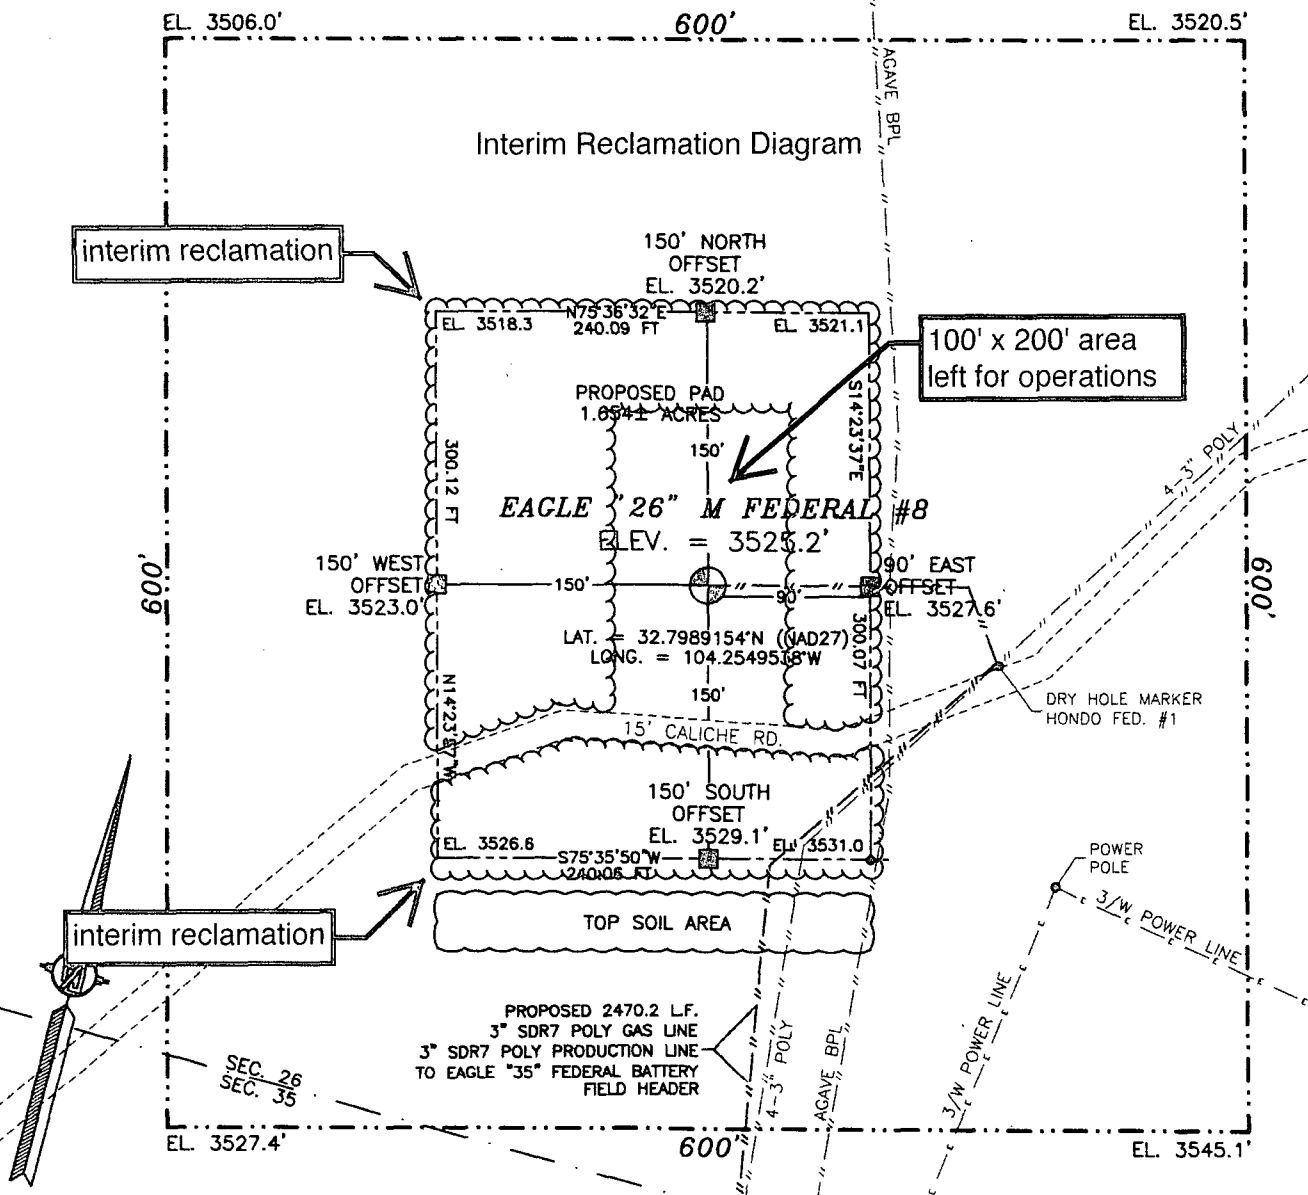 EL. 3506.0'
600'
EL. 3520.5'
AGAVE BPL
Interim Reclamation Diagram
interim reclamation
150' NORTH
OFFSET
EL. 3520.2'
N75°36'32"E
240.09 FT
EL. 3518.3
EL. 3521.1
100' x 200' area
left for operations
PROPOSED PAD
1.654± ACRES
S14°23'37"E
150'
300.12 FT
4-3" POLY
EAGLE "26" M FEDERAL #8
ELEV. = 3525.2'
600'
150' WEST
OFFSET
EL. 3523.0'
150'
90'
90' EAST
OFFSET
EL. 3527.6'
600'
LAT. = 32.7989154°N (NAD27)
LONG. = 104.2549518°W
300.07 FT
150'
N14°23'
DRY HOLE MARKER
HONDO FED. #1
15' CALICHE RD.
150' SOUTH
OFFSET
EL. 3529.1'
EL. 3526.6
EL. 3531.0
S75°35'50"W
240.06 FT
POWER
POLE
3/W POWER LINE
interim reclamation
TOP SOIL AREA
PROPOSED 2470.2 L.F.
3" SDR7 POLY GAS LINE
3" SDR7 POLY PRODUCTION LINE
TO EAGLE "35" FEDERAL BATTERY
FIELD HEADER
4-3" POLY
AGAVE BPL
3/W POWER LINE
SEC. 26
SEC. 35
EL. 3527.4'
600'
EL. 3545.1'